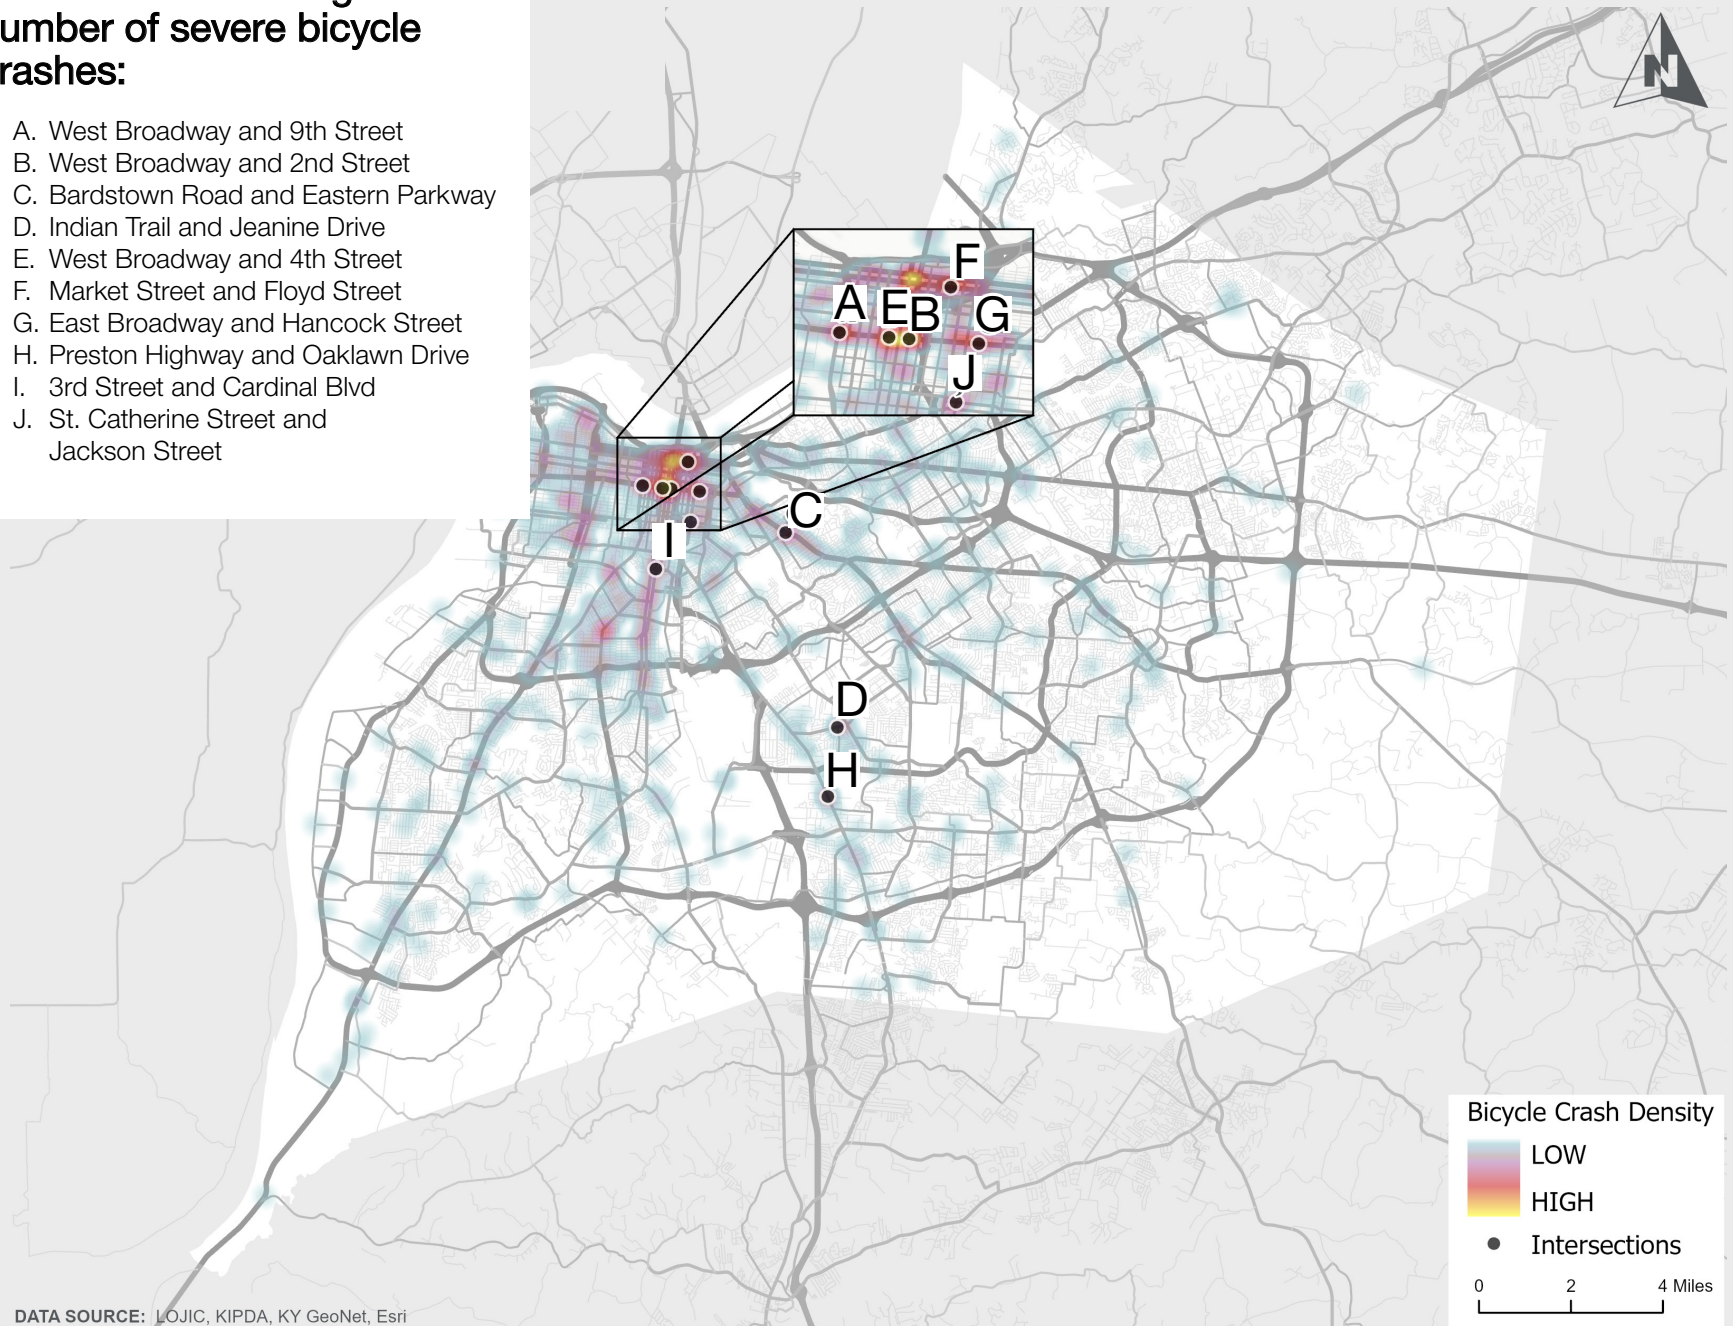 umber of severe bicycle
rashes:
A. West Broadway and 9th Street
B. West Broadway and 2nd Street
C. Bardstown Road and Eastern Parkway
D. Indian Trail and Jeanine Drive
E. West Broadway and 4th Street
F. Market Street and Floyd Street
G. East Broadway and Hancock Street
H. Preston Highway and Oaklawn Drive
I. 3rd Street and Cardinal Blvd
J. St. Catherine Street and
Jackson Street
N
F
A
E
B
G
J
C
I
D
H
Bicycle Crash Density
LOW
HIGH
Intersections
0 2 4 Miles
DATA SOURCE: LOJIC, KIPDA, KY GeoNet, Esri